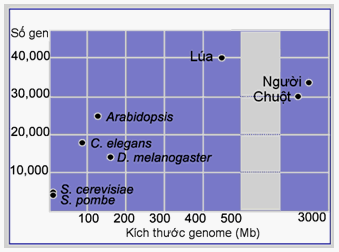 Số gen
40,000
30,000
20,000
10,000
Lúa
Người
Chuột
Arabidopsis
C. elegans
D. melanogaster
S. cerevisiae
S. pombe
100 200 300 400 500 3000
Kích thước genome (Mb)